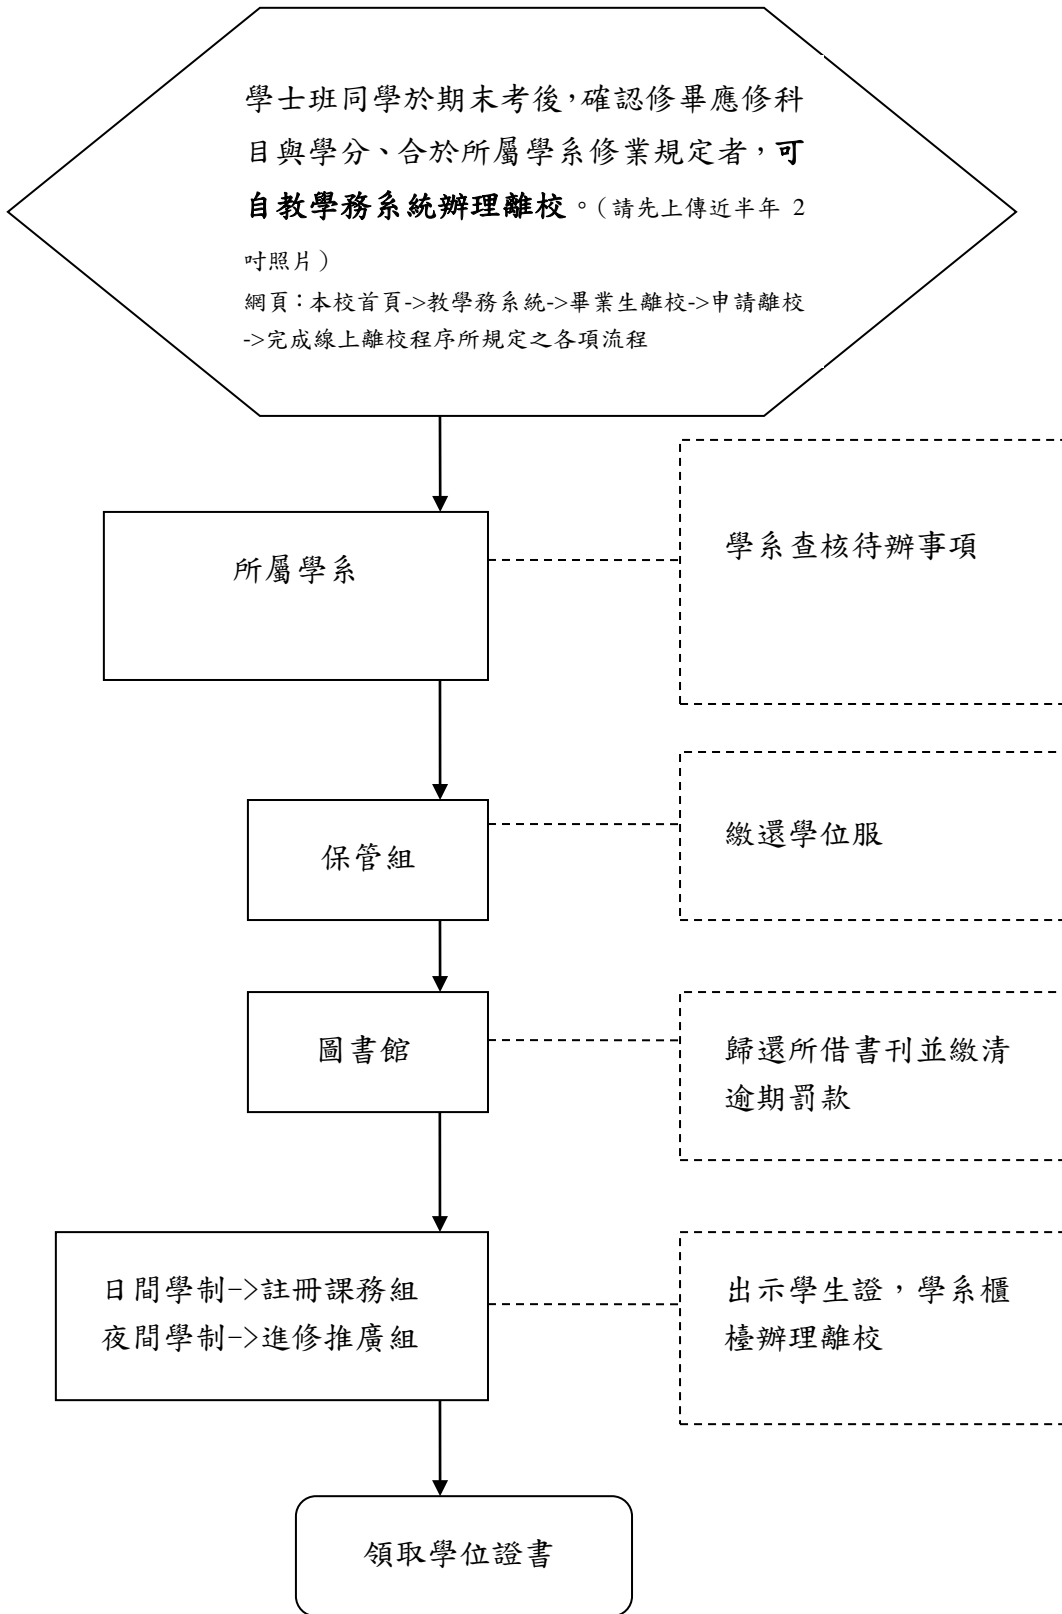 學士班同學於期末考後，確認修畢應修科
目與學分、合於所屬學系修業規定者，可
自教學務系統辦理離校。（請先上傳近半年 2
吋照片）
網頁：本校首頁->教學務系統->畢業生離校->申請離校
->完成線上離校程序所規定之各項流程
所屬學系
學系查核待辦事項
保管組
繳還學位服
圖書館
歸還所借書刊並繳清
逾期罰款
日間學制->註冊課務組
夜間學制->進修推廣組
出示學生證，學系櫃
檯辦理離校
領取學位證書